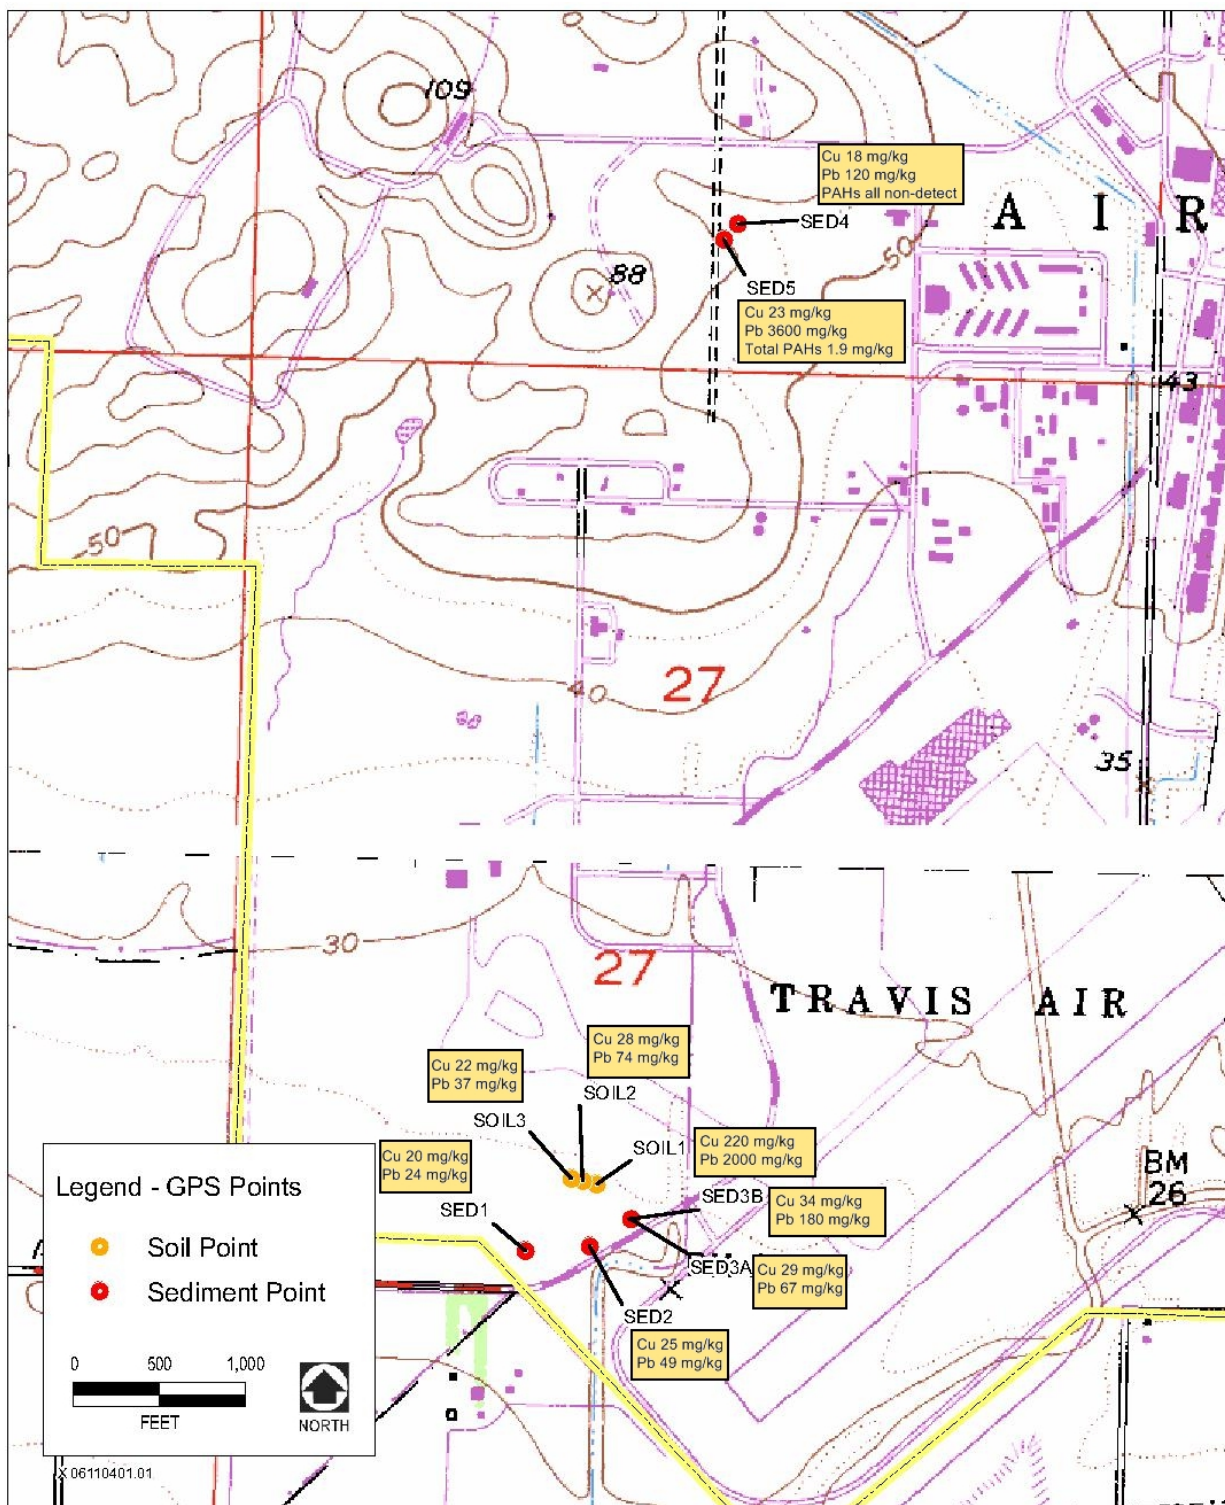 109
Cu 18 mg/kg
Pb 120 mg/kg
PAHs all non-detect
A I R
SED4
50
88
SED5
Cu 23 mg/kg
Pb 3600 mg/kg
Total PAHs 1.9 mg/kg
43
50
27
40
35
30
27
TRAVIS AIR
Cu 28 mg/kg
Pb 74 mg/kg
Cu 22 mg/kg
Pb 37 mg/kg
SOIL2
SOIL3
SOIL1
Cu 220 mg/kg
Pb 2000 mg/kg
Cu 20 mg/kg
Pb 24 mg/kg
BM
26
SED3B
Cu 34 mg/kg
Pb 180 mg/kg
SED1
SED3A
Cu 29 mg/kg
Pb 67 mg/kg
SED2
Cu 25 mg/kg
Pb 49 mg/kg
Legend - GPS Points
Soil Point
Sediment Point
0 500 1,000
FEET
NORTH
X 06110401.01